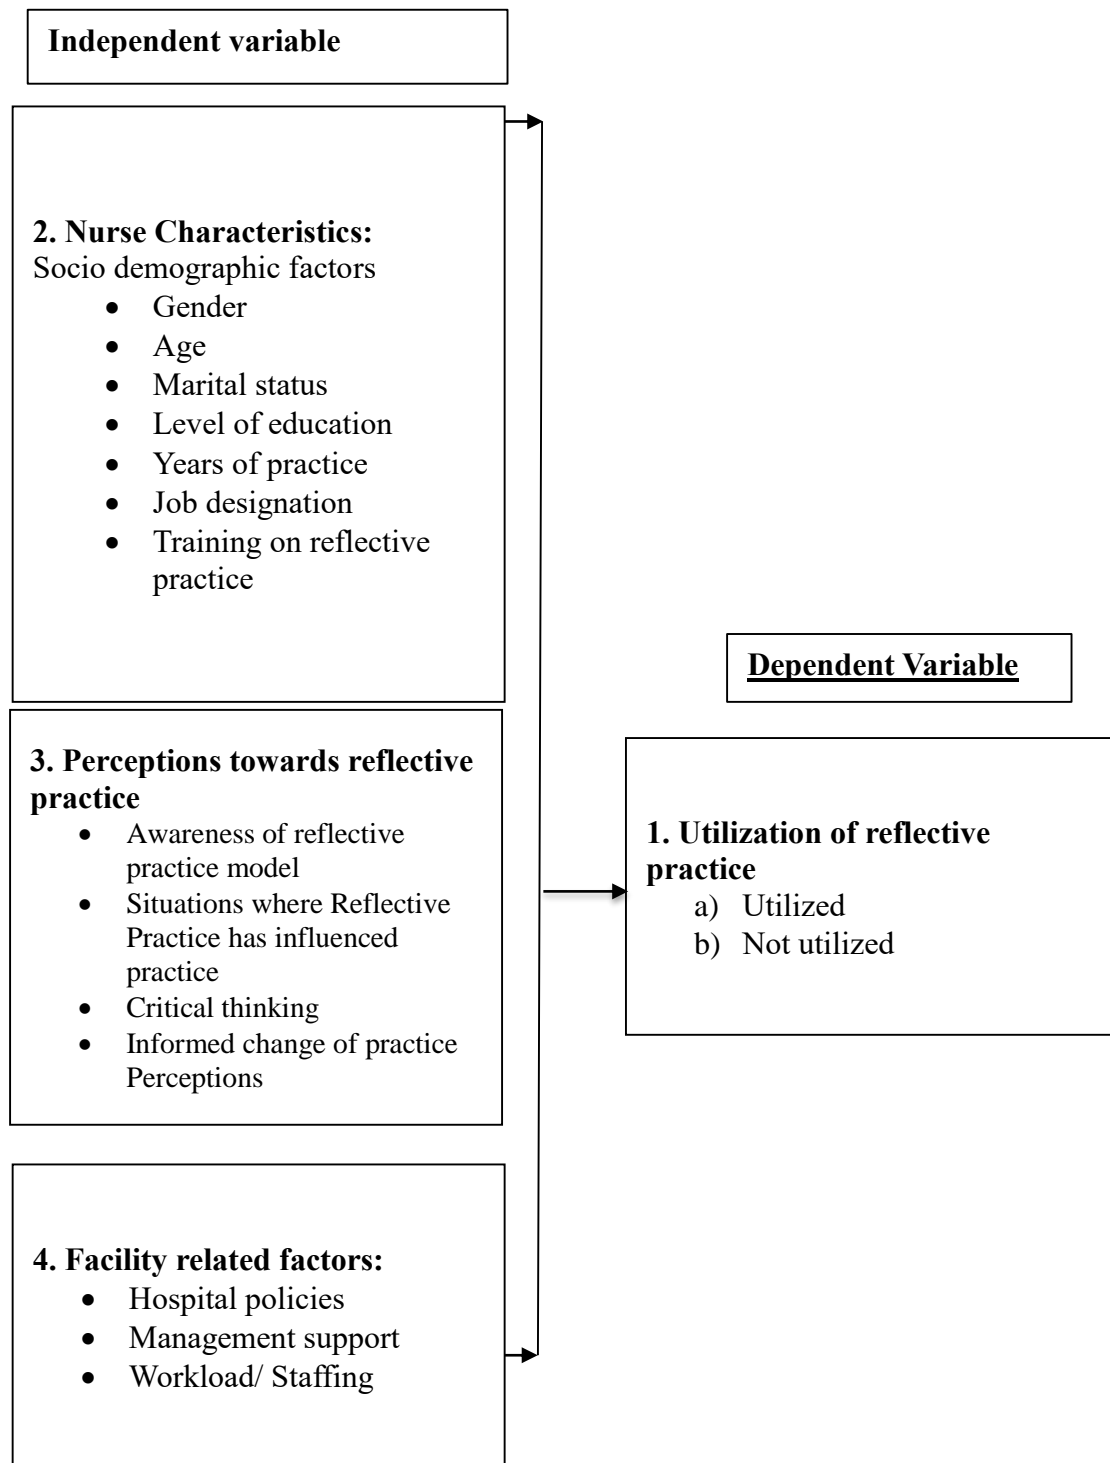 Independent variable
2. Nurse Characteristics:
Socio demographic factors
• Gender
• Age
• Marital status
• Level of education
• Years of practice
• Job designation
• Training on reflective
practice
3. Perceptions towards reflective
practice
• Awareness of reflective
practice model
• Situations where Reflective
Practice has influenced
practice
• Critical thinking
• Informed change of practice
Perceptions
4. Facility related factors:
• Hospital policies
• Management support
• Workload/ Staffing
Dependent Variable
1. Utilization of reflective
practice
a) Utilized
b) Not utilized